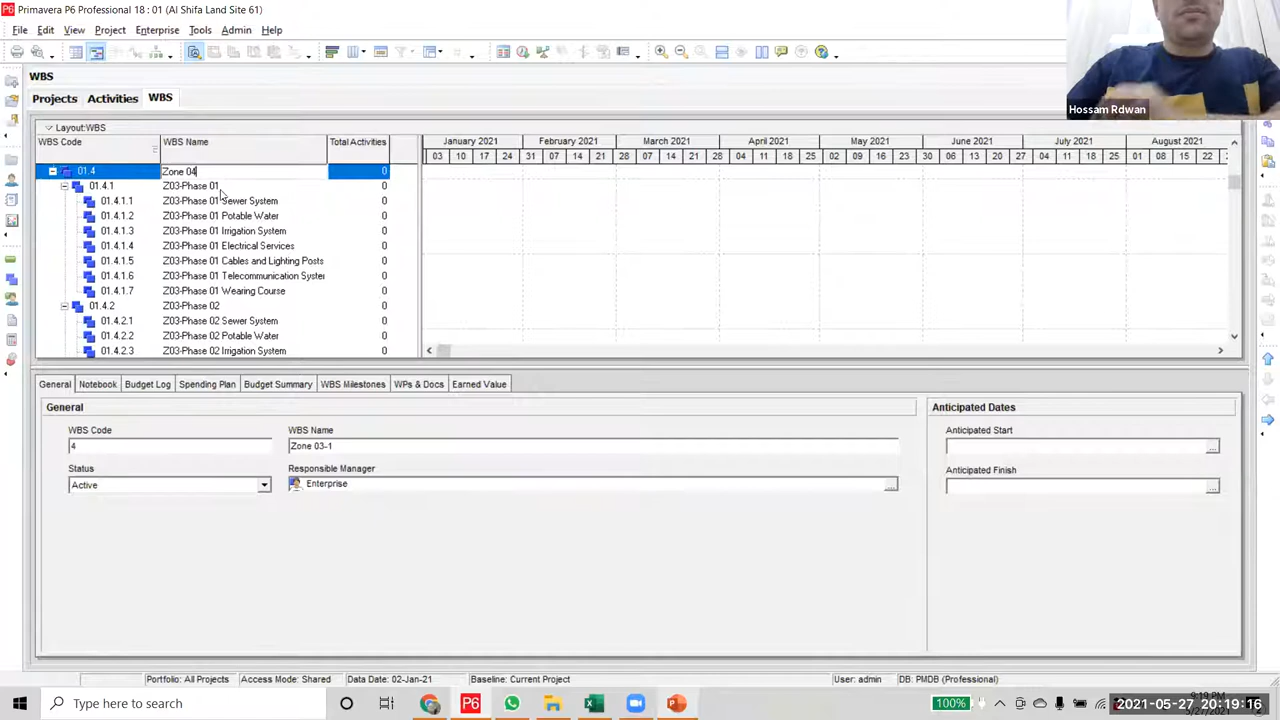 Primavera P6 Professional 18 : 01 (Al Shifa Land Site 61)
File Edit View Project Enterprise Tools Admin Help
WBS
Projects Activities WBS
Layout:WBS
WBS Code WBS Name Total Activities
January 2021 February 2021 March 2021 April 2021 May 2021 June 2021 July 2021 August 2021
03 10 17 24 31 07 14 21 28 07 14 21 28 04 11 18 25 02 09 16 23 30 06 13 20 27 04 11 18 25 01 08 15 22
01.4 Zone 04 0
01.4.1 Z03-Phase 01 0
01.4.1.1 Z03-Phase 01 Sewer System 0
01.4.1.2 Z03-Phase 01 Potable Water 0
01.4.1.3 Z03-Phase 01 Irrigation System 0
01.4.1.4 Z03-Phase 01 Electrical Services 0
01.4.1.5 Z03-Phase 01 Cables and Lighting Posts 0
01.4.1.6 Z03-Phase 01 Telecommunication System 0
01.4.1.7 Z03-Phase 01 Wearing Course 0
01.4.2 Z03-Phase 02 0
01.4.2.1 Z03-Phase 02 Sewer System 0
01.4.2.2 Z03-Phase 02 Potable Water 0
01.4.2.3 Z03-Phase 02 Irrigation System 0
Hossam Rdwan
General Notebook Budget Log Spending Plan Budget Summary WBS Milestones WPs & Docs Earned Value
General Anticipated Dates
WBS Code WBS Name Anticipated Start
4 Zone 03-1
Status Responsible Manager Anticipated Finish
Active Enterprise
Portfolio: All Projects Access Mode: Shared Data Date: 02-Jan-21 Baseline: Current Project User: admin DB: PMDB (Professional)
Type here to search
100%
2021-05-27 20:19:16